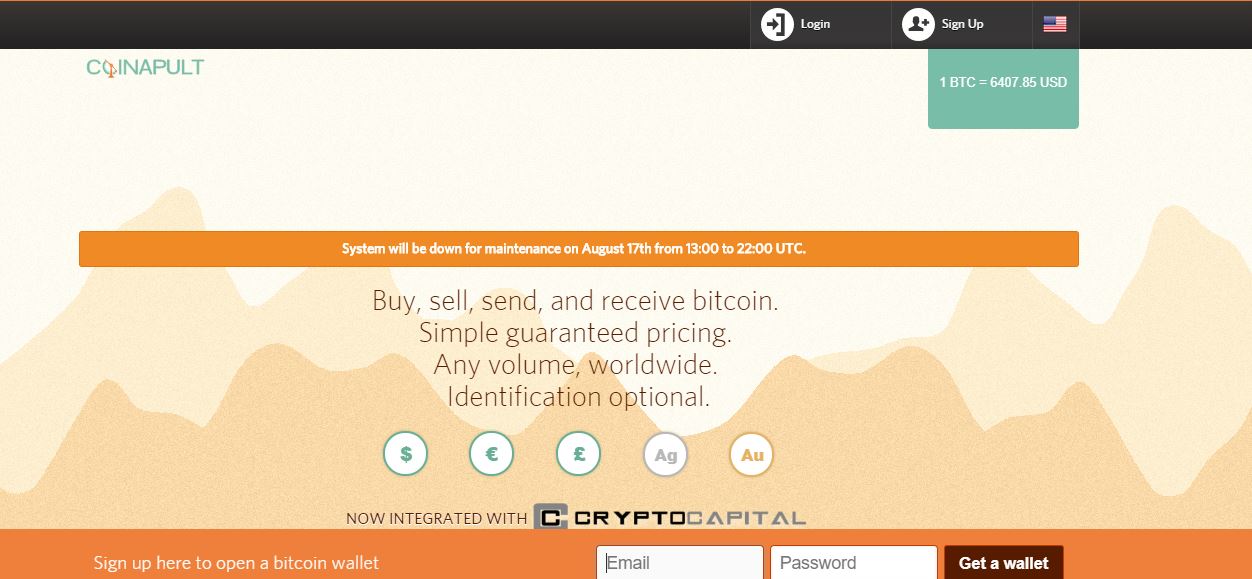 Login
Sign Up
COINAPULT
1 BTC = 6407.85 USD
System will be down for maintenance on August 17th from 13:00 to 22:00 UTC.
Buy, sell, send, and receive bitcoin.
Simple guaranteed pricing.
Any volume, worldwide.
Identification optional.
$ € £ Ag Au
NOW INTEGRATED WITH C CRYPTOCAPITAL
Sign up here to open a bitcoin wallet
Email
Password
Get a wallet